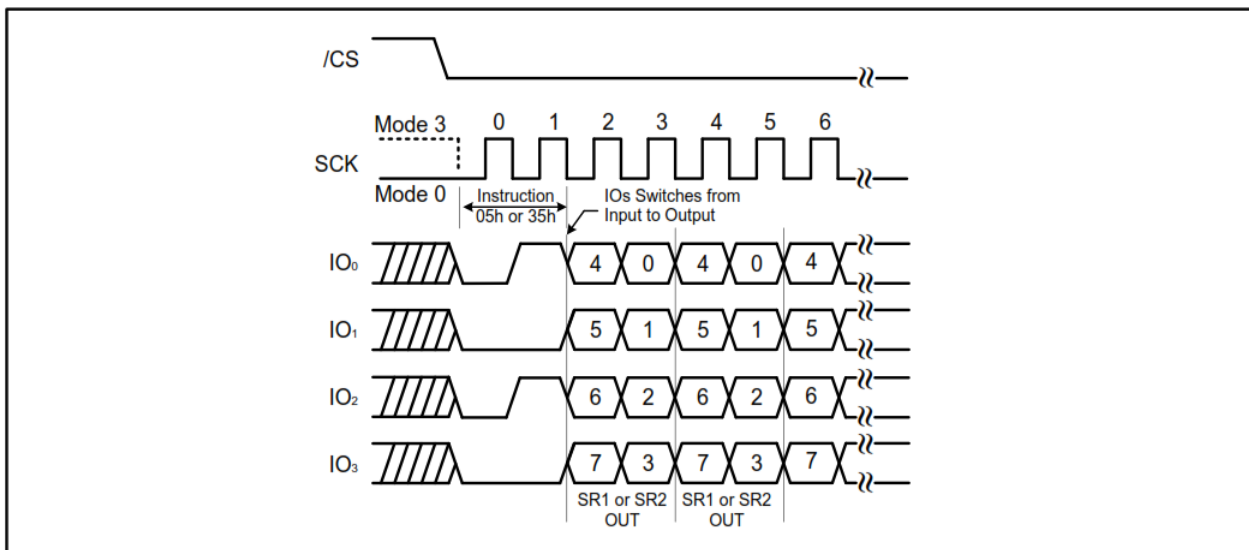 /CS
Mode 3 0 1 2 3 4 5 6
SCK
Mode 0
Instruction
05h or 35h
IOs Switches from
Input to Output
IO₀ 4 0 4 0 4
IO₁ 5 1 5 1 5
IO₂ 6 2 6 2 6
IO₃ 7 3 7 3 7
SR1 or SR2
OUT
SR1 or SR2
OUT